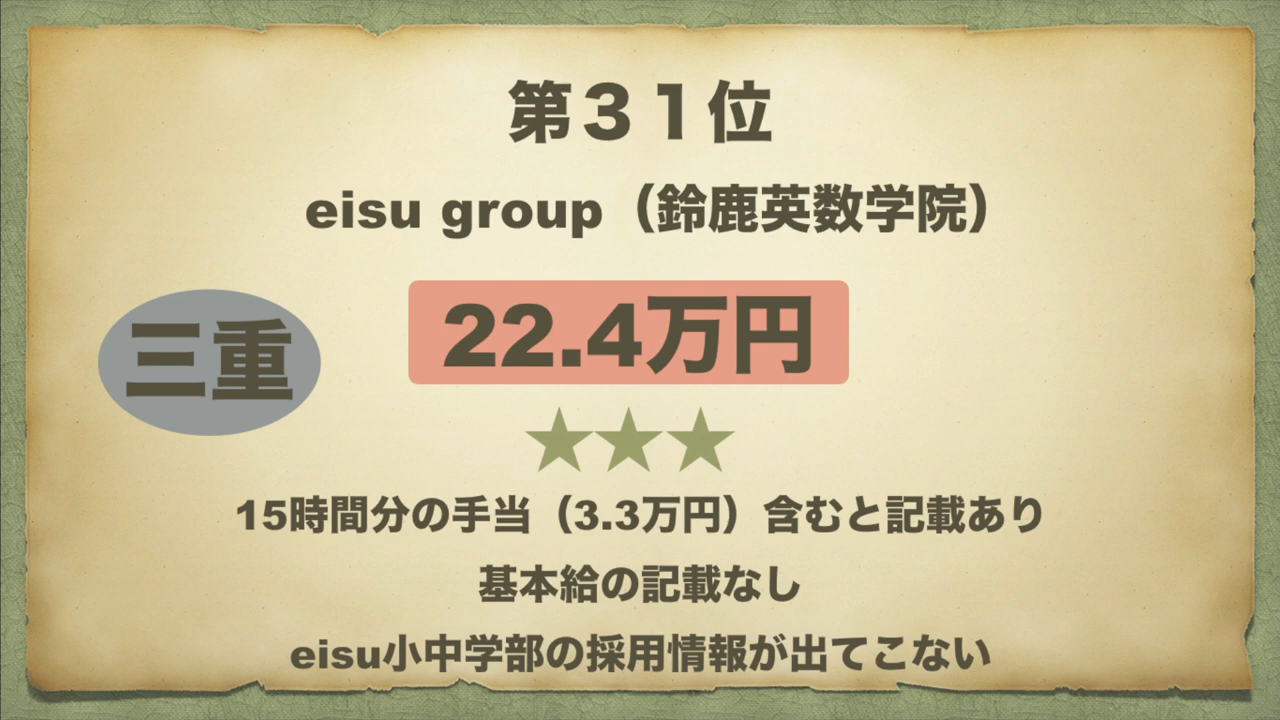 第３１位
eisu group（鈴鹿英数学院）
三重
22.4万円
★★★
15時間分の手当（3.3万円）含むと記載あり
基本給の記載なし
eisu小中学部の採用情報が出てこない